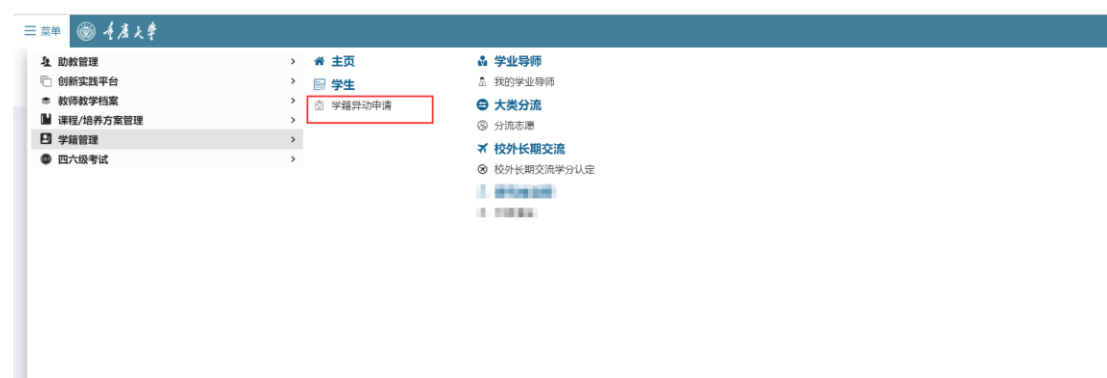 菜单 重庆大学
助教管理
创新实践平台
教师教学档案
课程/培养方案管理
学籍管理
四六级考试
主页
学生
学籍异动申请
学业导师
我的学业导师
大类分流
分流志愿
校外长期交流
校外长期交流学分认定